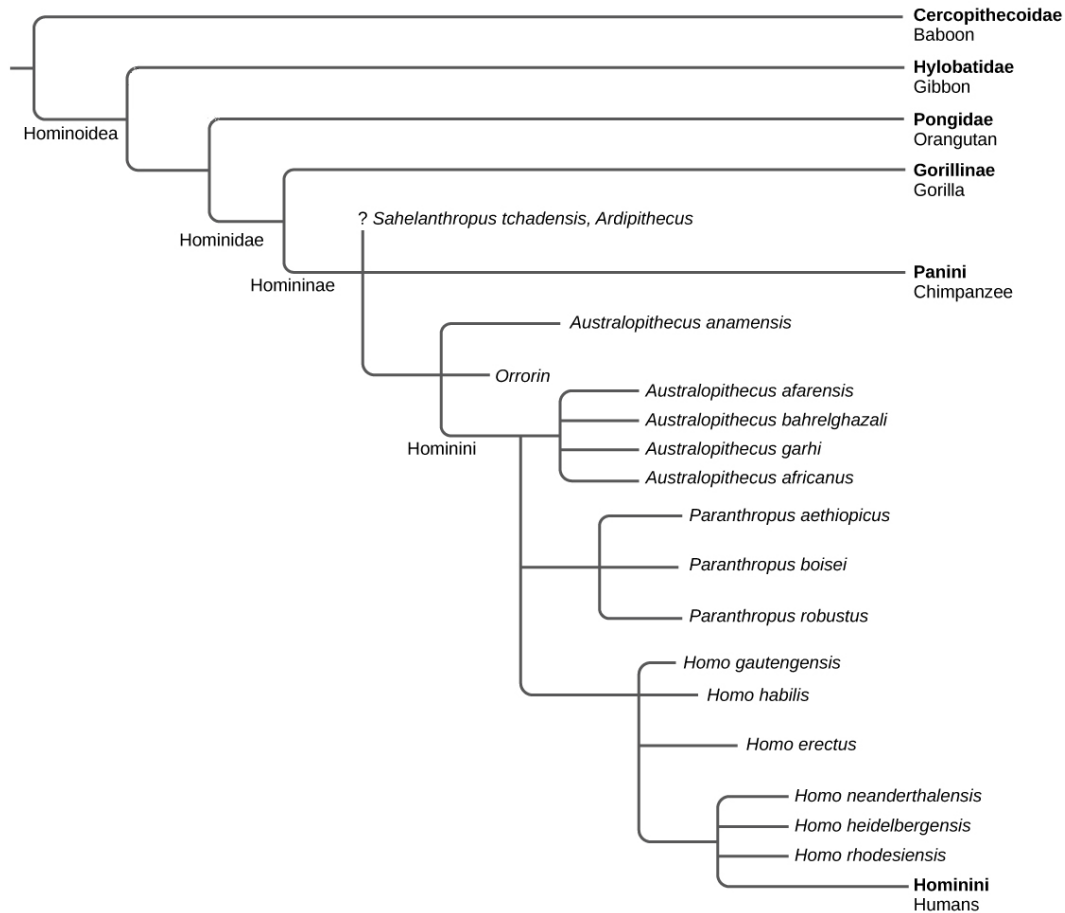 Cercopithecoidae
Baboon
Hylobatidae
Gibbon
Hominoidea
Pongidae
Orangutan
Gorillinae
Gorilla
? Sahelanthropus tchadensis, Ardipithecus
Hominidae
Homininae
Panini
Chimpanzee
Australopithecus anamensis
Orrorin
Australopithecus afarensis
Australopithecus bahrelghazali
Hominini
Australopithecus garhi
Australopithecus africanus
Paranthropus aethiopicus
Paranthropus boisei
Paranthropus robustus
Homo gautengensis
Homo habilis
Homo erectus
Homo neanderthalensis
Homo heidelbergensis
Homo rhodesiensis
Hominini
Humans